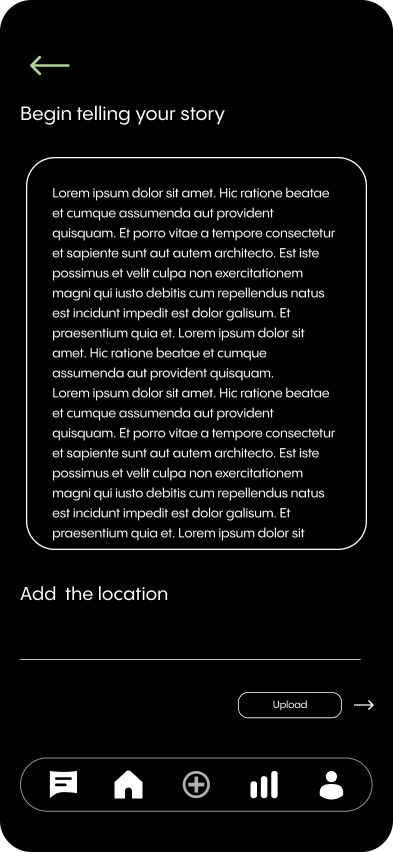 Begin telling your story
Lorem ipsum dolor sit amet. Hic ratione beatae
et cumque assumenda aut provident
quisquam. Et porro vitae a tempore consectetur
et sapiente sunt aut autem architecto. Est iste
possimus et velit culpa non exercitationem
magni qui iusto debitis cum repellendus natus
est incidunt impedit est dolor galisum. Et
praesentium quia et. Lorem ipsum dolor sit
amet. Hic ratione beatae et cumque
assumenda aut provident quisquam.
Lorem ipsum dolor sit amet. Hic ratione beatae
et cumque assumenda aut provident
quisquam. Et porro vitae a tempore consectetur
et sapiente sunt aut autem architecto. Est iste
possimus et velit culpa non exercitationem
magni qui iusto debitis cum repellendus natus
est incidunt impedit est dolor galisum. Et
praesentium quia et. Lorem ipsum dolor sit
Add  the location
Upload